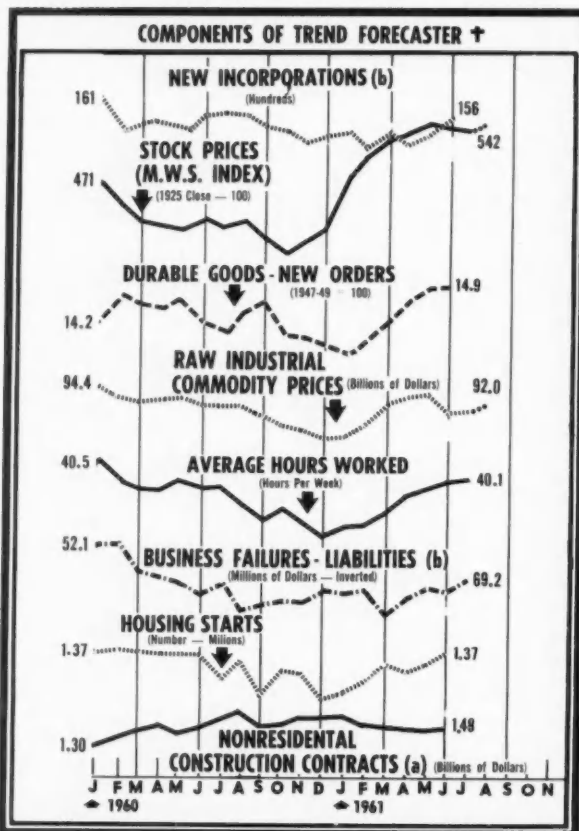 COMPONENTS OF TREND FORECASTER †
NEW INCORPORATIONS (b)
(Hundreds)
161
156
542
STOCK PRICES
(M.W.S. INDEX)
(1925 Close — 100)
471
DURABLE GOODS - NEW ORDERS
(1947-49 — 100)
14.9
14.2
RAW INDUSTRIAL
COMMODITY PRICES (Billions of Dollars)
94.4
92.0
AVERAGE HOURS WORKED
(Hours Per Week)
40.5
40.1
52.1
BUSINESS FAILURES - LIABILITIES (b)
(Millions of Dollars — Inverted)
69.2
HOUSING STARTS
(Number — Millions)
1.37
1.37
1.30
1.48
NONRESIDENTAL
CONSTRUCTION CONTRACTS (a) (Billions of Dollars)
J F M A M J J A S O N D J F M A M J J A S O N
1960 1961